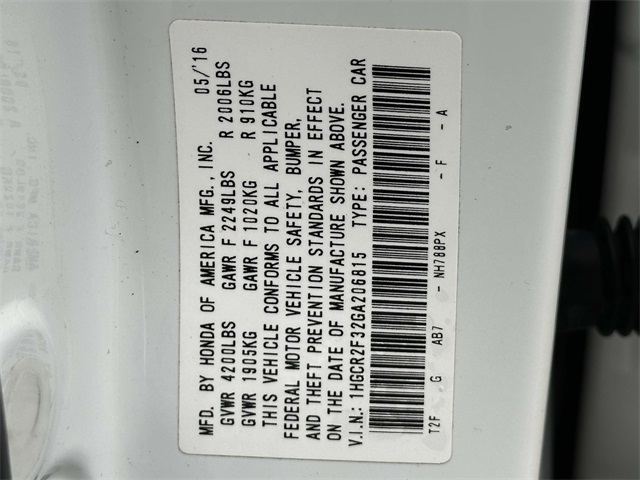 MFD. BY HONDA OF AMERICA MFG., INC. 05/'16
GVWR 4200LBS GAWR F 2249LBS R 2006LBS
GVWR 1905KG GAWR F 1020KG R 910KG
THIS VEHICLE CONFORMS TO ALL APPLICABLE
FEDERAL MOTOR VEHICLE SAFETY, BUMPER,
AND THEFT PREVENTION STANDARDS IN EFFECT
ON THE DATE OF MANUFACTURE SHOWN ABOVE.
V.I.N.: 1HGCR2F32GA206815 TYPE: PASSENGER CAR
T2F G AB7 - NH788PX - F - A